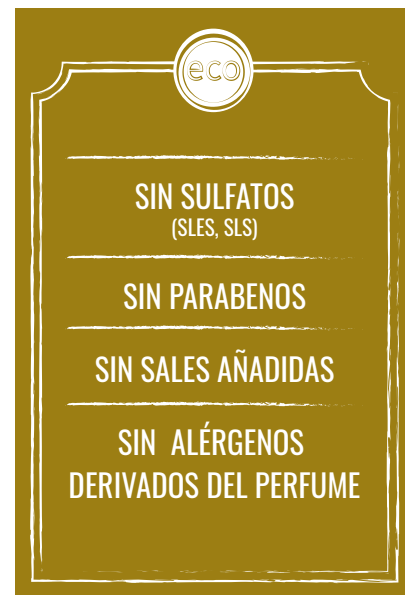 eco
SIN SULFATOS
(SLES, SLS)
SIN PARABENOS
SIN SALES AÑADIDAS
SIN ALÉRGENOS
DERIVADOS DEL PERFUME